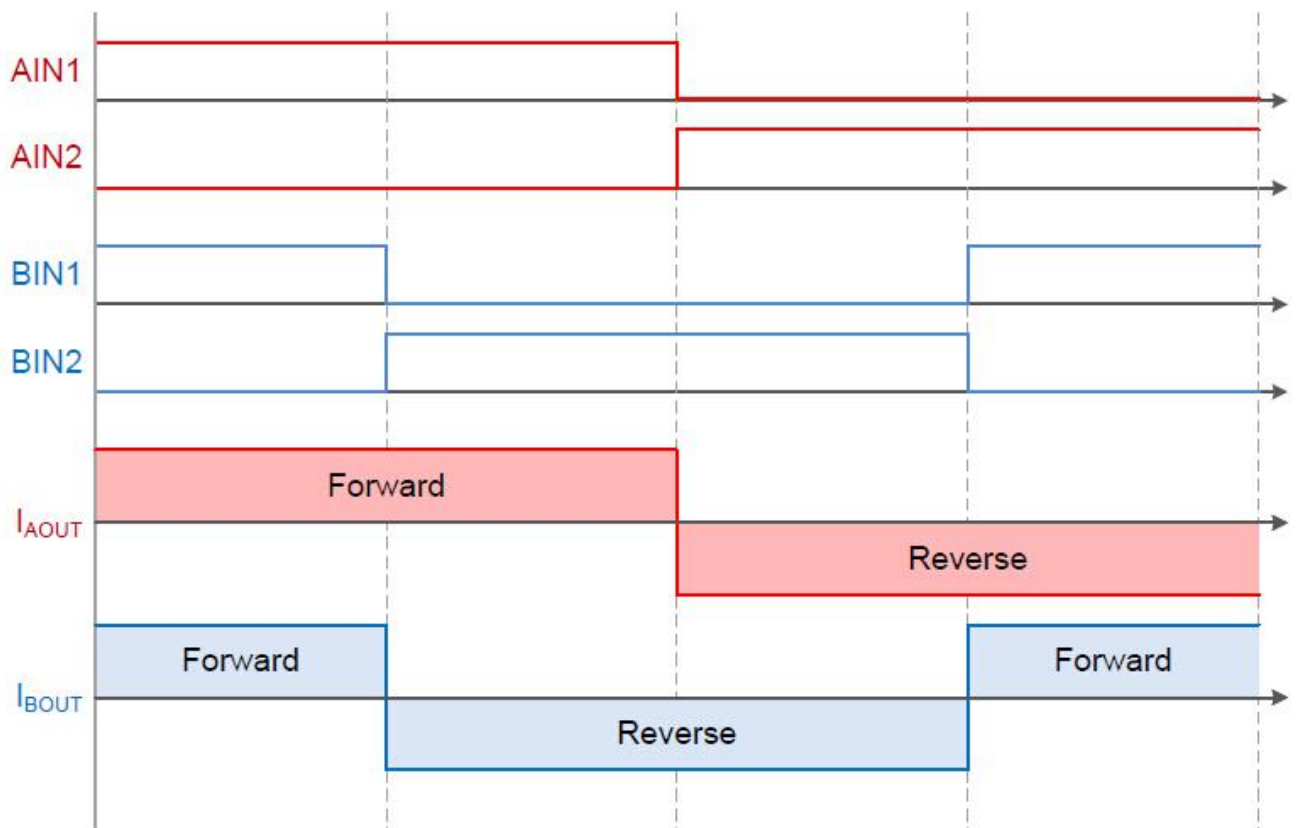 AIN1
AIN2
BIN1
BIN2
Forward
IAOUT
Reverse
Forward
Forward
IBOUT
Reverse